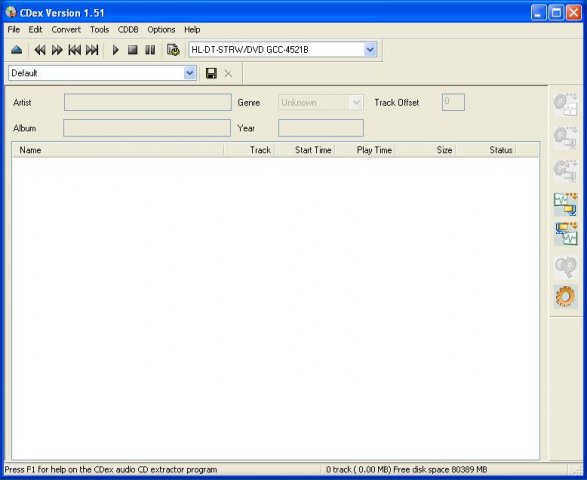 CDex Version 1.51
File Edit Convert Tools CDDB Options Help
HL-DT-STRW/DVD GCC-4521B
Default
Artist Genre Unknown Track Offset 0
Album Year
Name Track Start Time Play Time Size Status
Press F1 for help on the CDex audio CD extractor program 0 track ( 0.00 MB) Free disk space 80389 MB